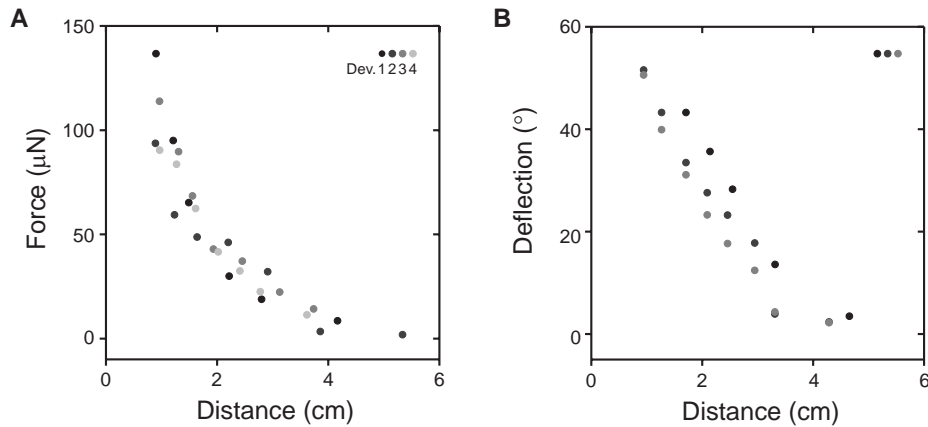 A
150
100
50
0
Force (μN)
Dev. 1 2 3 4
0 2 4 6
Distance (cm)
B
60
40
20
0
Deflection (°)
0 2 4 6
Distance (cm)